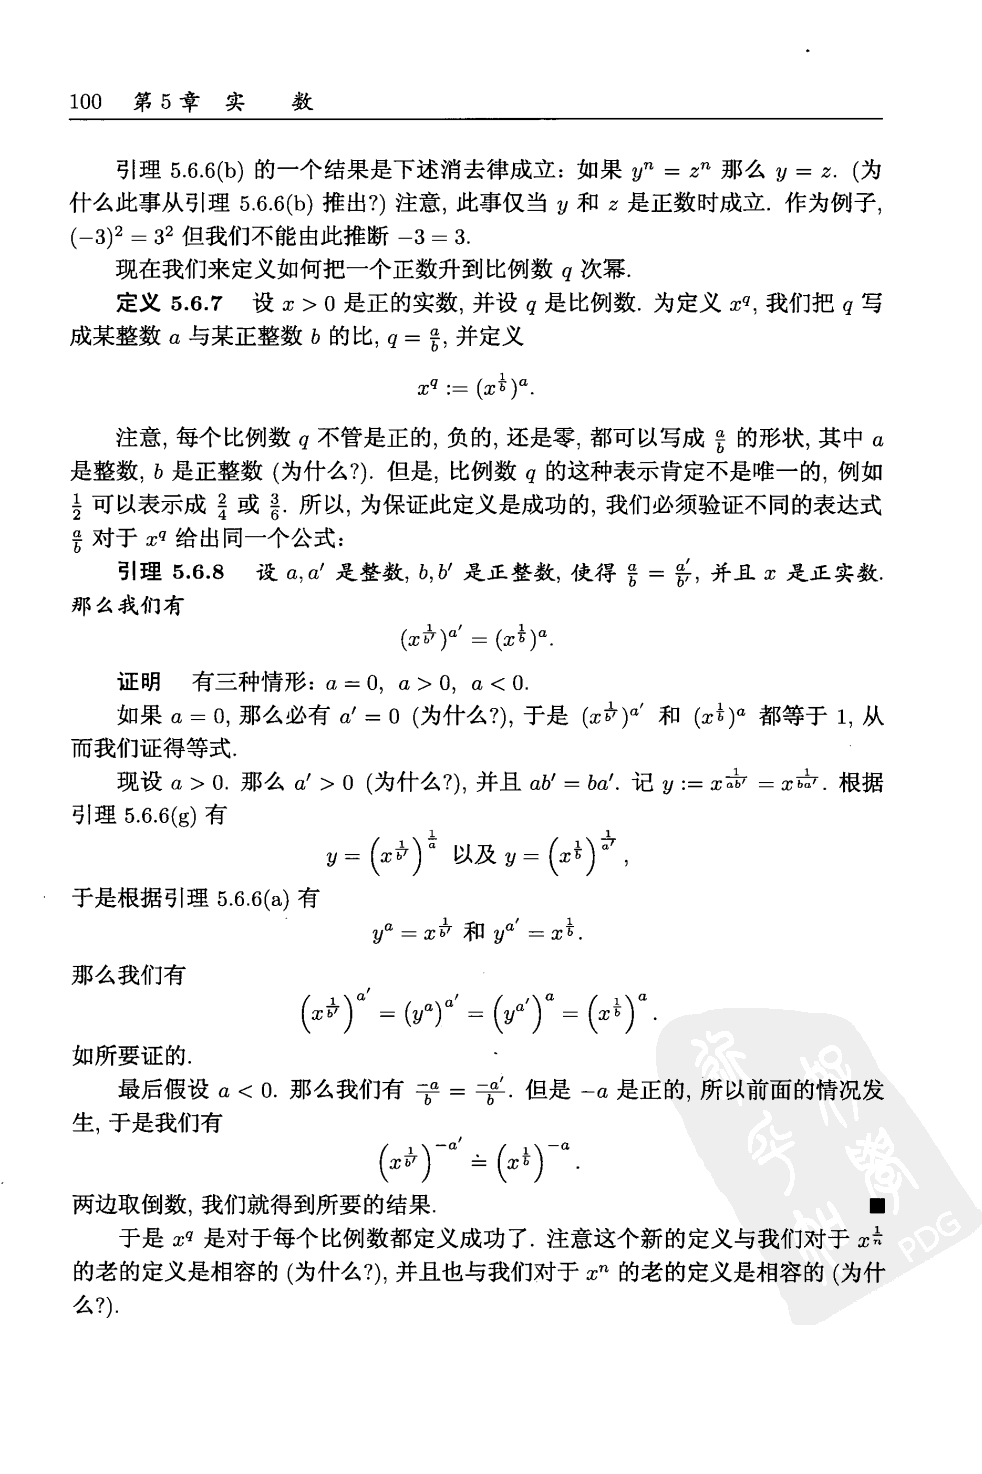 100 第 5 章 实 数
引理 5.6.6(b) 的一个结果是下述消去律成立：如果 $y^n = z^n$ 那么 $y = z$. (为
什么此事从引理 5.6.6(b) 推出?) 注意, 此事仅当 $y$ 和 $z$ 是正数时成立. 作为例子,
$(-3)^2 = 3^2$ 但我们不能由此推断 $-3 = 3$.
现在我们来定义如何把一个正数升到比例数 $q$ 次幂.
定义 5.6.7 设 $x > 0$ 是正的实数, 并设 $q$ 是比例数. 为定义 $x^q$, 我们把 $q$ 写
成某整数 $a$ 与某正整数 $b$ 的比, $q = \frac{a}{b}$, 并定义
$x^q := (x^{\frac{1}{b}})^a.$
注意, 每个比例数 $q$ 不管是正的, 负的, 还是零, 都可以写成 $\frac{a}{b}$ 的形状, 其中 $a$
是整数, $b$ 是正整数 (为什么?). 但是, 比例数 $q$ 的这种表示肯定不是唯一的, 例如
$\frac{1}{2}$ 可以表示成 $\frac{2}{4}$ 或 $\frac{3}{6}$. 所以, 为保证此定义是成功的, 我们必须验证不同的表达式
$\frac{a}{b}$ 对于 $x^q$ 给出同一个公式：
引理 5.6.8 设 $a, a'$ 是整数, $b, b'$ 是正整数, 使得 $\frac{a}{b} = \frac{a'}{b'}$, 并且 $x$ 是正实数.
那么我们有
$(x^{\frac{1}{b'}})^{a'} = (x^{\frac{1}{b}})^a.$
证明 有三种情形：$a = 0$, $a > 0$, $a < 0$.
如果 $a = 0$, 那么必有 $a' = 0$ (为什么?), 于是 $(x^{\frac{1}{b'}})^{a'}$ 和 $(x^{\frac{1}{b}})^a$ 都等于 1, 从
而我们证得等式.
现设 $a > 0$. 那么 $a' > 0$ (为什么?), 并且 $ab' = ba'$. 记 $y := x^{\frac{1}{ab'}} = x^{\frac{1}{ba'}}$. 根据
引理 5.6.6(g) 有
$y = \left(x^{\frac{1}{b'}}\right)^{\frac{1}{a}}$ 以及 $y = \left(x^{\frac{1}{b}}\right)^{\frac{1}{a'}}$,
于是根据引理 5.6.6(a) 有
$y^a = x^{\frac{1}{b'}}$ 和 $y^{a'} = x^{\frac{1}{b}}$.
那么我们有
$\left(x^{\frac{1}{b'}}\right)^{a'} = (y^a)^{a'} = \left(y^{a'}\right)^a = \left(x^{\frac{1}{b}}\right)^a.$
如所要证的.
最后假设 $a < 0$. 那么我们有 $\frac{-a}{b} = \frac{-a'}{b}$. 但是 $-a$ 是正的, 所以前面的情况发
生, 于是我们有
$\left(x^{\frac{1}{b'}}\right)^{-a'} = \left(x^{\frac{1}{b}}\right)^{-a}.$
两边取倒数, 我们就得到所要的结果. ■
于是 $x^q$ 是对于每个比例数都定义成功了. 注意这个新的定义与我们对于 $x^{\frac{1}{n}}$
的老的定义是相容的 (为什么?), 并且也与我们对于 $x^n$ 的老的定义是相容的 (为什
么?).
PDG